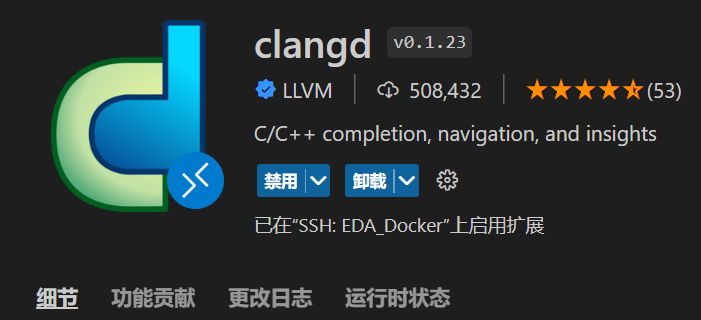 clangd v0.1.23
LLVM 508,432 (53)
C/C++ completion, navigation, and insights
禁用 卸载
已在“SSH: EDA_Docker”上启用扩展
细节 功能贡献 更改日志 运行时状态